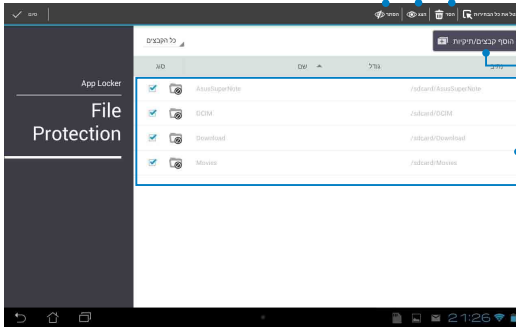 סיום
הסתר
הצג
הסר
בטל את כל הבחירות
כל הקבצים
הוסף קבצים/תיקיות
סוג
שם
גודל
נתיב
App Locker
File
Protection
AsusSuperNote /sdcard/AsusSuperNote
DCIM /sdcard/DCIM
Download /sdcard/Download
Movies /sdcard/Movies
21:26